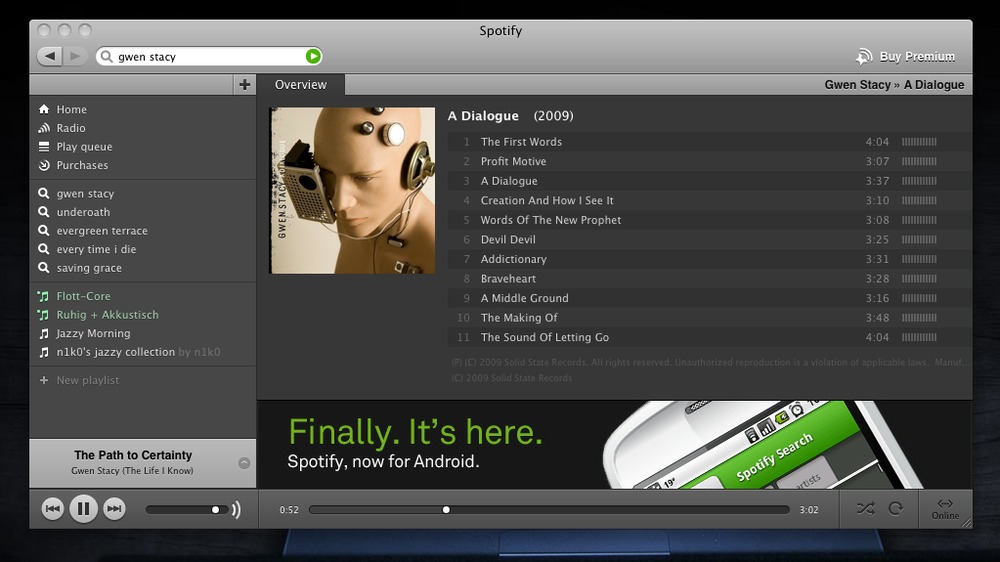 Spotify
gwen stacy
Buy Premium
Overview
Gwen Stacy » A Dialogue
Home
Radio
Play queue
Purchases
gwen stacy
underoath
evergreen terrace
every time i die
saving grace
Flott-Core
Ruhig + Akkustisch
Jazzy Morning
n1k0's jazzy collection by n1k0
New playlist
GWEN STACY A DIALOGUE
A Dialogue (2009)
1 The First Words 4:04
2 Profit Motive 3:07
3 A Dialogue 3:37
4 Creation And How I See It 3:10
5 Words Of The New Prophet 3:08
6 Devil Devil 3:25
7 Addictionary 3:31
8 Braveheart 3:28
9 A Middle Ground 3:16
10 The Making Of 3:48
11 The Sound Of Letting Go 4:04
(P) (C) 2009 Solid State Records. All rights reserved. Unauthorized reproduction is a violation of applicable laws. Manuf...
(C) 2009 Solid State Records
Finally. It's here.
Spotify, now for Android.
19°
Spotify Search
artists
The Path to Certainty
Gwen Stacy (The Life I Know)
0:52
3:02
Online